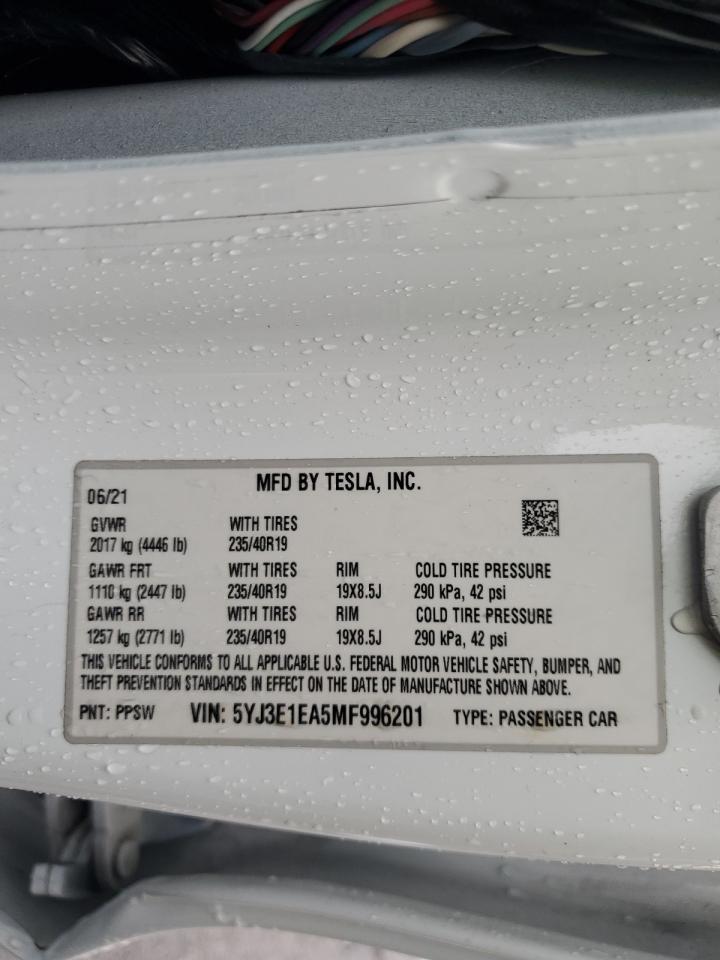 MFD BY TESLA, INC.
06/21
GVWR WITH TIRES
2017 kg (4446 lb) 235/40R19
GAWR FRT WITH TIRES RIM COLD TIRE PRESSURE
1110 kg (2447 lb) 235/40R19 19X8.5J 290 kPa, 42 psi
GAWR RR WITH TIRES RIM COLD TIRE PRESSURE
1257 kg (2771 lb) 235/40R19 19X8.5J 290 kPa, 42 psi
THIS VEHICLE CONFORMS TO ALL APPLICABLE U.S. FEDERAL MOTOR VEHICLE SAFETY, BUMPER, AND
THEFT PREVENTION STANDARDS IN EFFECT ON THE DATE OF MANUFACTURE SHOWN ABOVE.
PNT: PPSW VIN: 5YJ3E1EA5MF996201 TYPE: PASSENGER CAR